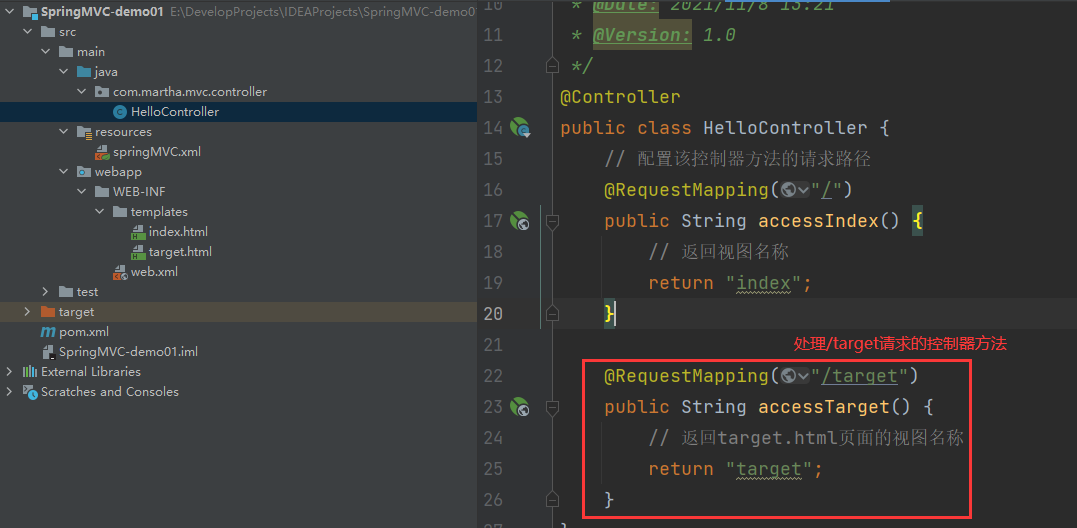 SpringMVC-demo01 E:\DevelopProjects\IDEAProjects\SpringMVC-demo0
src
main
java
com.martha.mvc.controller
HelloController
resources
springMVC.xml
webapp
WEB-INF
templates
index.html
target.html
web.xml
test
target
pom.xml
SpringMVC-demo01.iml
External Libraries
Scratches and Consoles
10 * @Date: 2021/11/8 13:21
11 * @Version: 1.0
12 */
13 @Controller
14 public class HelloController {
15 // 配置该控制器方法的请求路径
16 @RequestMapping("/")
17 public String accessIndex() {
18 // 返回视图名称
19 return "index";
20 }
21 处理/target请求的控制器方法
22 @RequestMapping("/target")
23 public String accessTarget() {
24 // 返回target.html页面的视图名称
25 return "target";
26 }